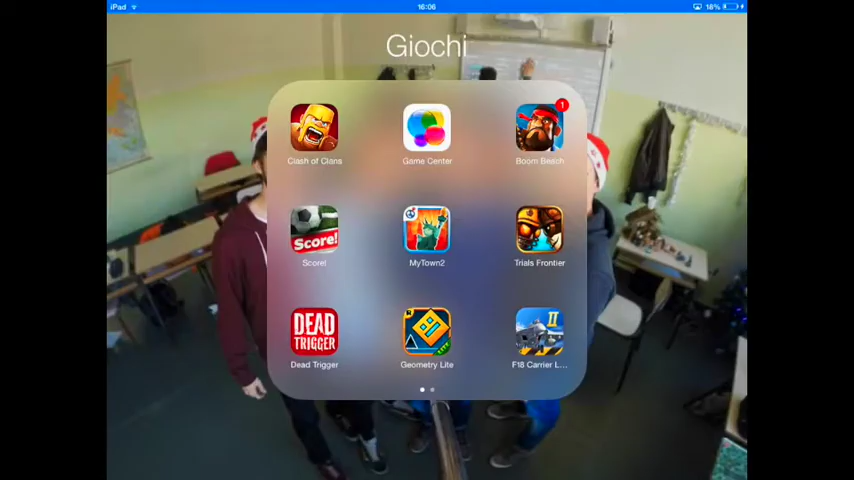 iPad 16:06 18%
Giochi
1
Clash of Clans Game Center Boom Beach
Score!
Score! MyTown2 Trials Frontier
DEAD
TRIGGER
II
Dead Trigger Geometry Lite F18 Carrier L...